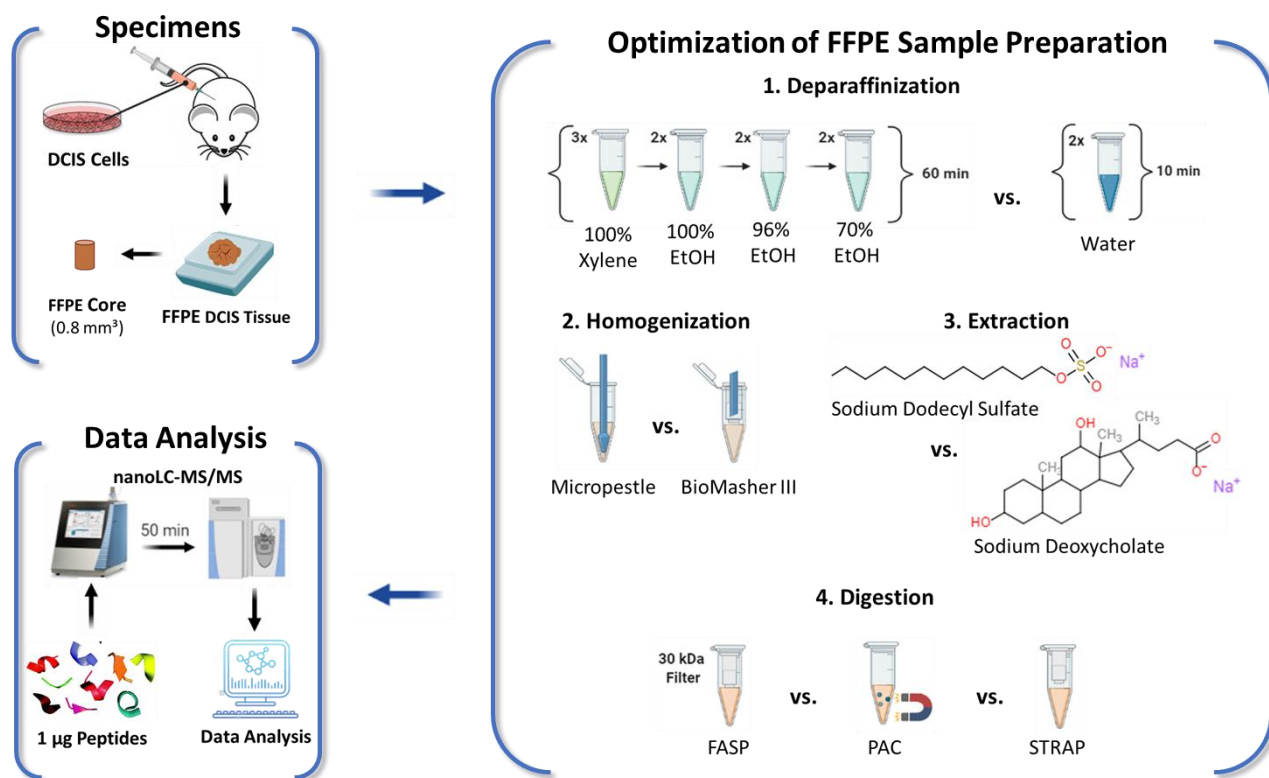 Specimens
DCIS Cells
FFPE Core
(0.8 mm³)
FFPE DCIS Tissue
Optimization of FFPE Sample Preparation
1. Deparaffinization
3x
2x
2x
2x
60 min
100%
Xylene
100%
EtOH
96%
EtOH
70%
EtOH
vs.
2x
10 min
Water
2. Homogenization
vs.
Micropestle
BioMasher III
3. Extraction
O
O⁻
Na⁺
S
O
O
Sodium Dodecyl Sulfate
vs.
OH
CH₃
CH₃
CH₃
O
O⁻
Na⁺
HO
Sodium Deoxycholate
4. Digestion
30 kDa
Filter
vs.
vs.
FASP
PAC
STRAP
Data Analysis
nanoLC-MS/MS
50 min
1 µg Peptides
Data Analysis